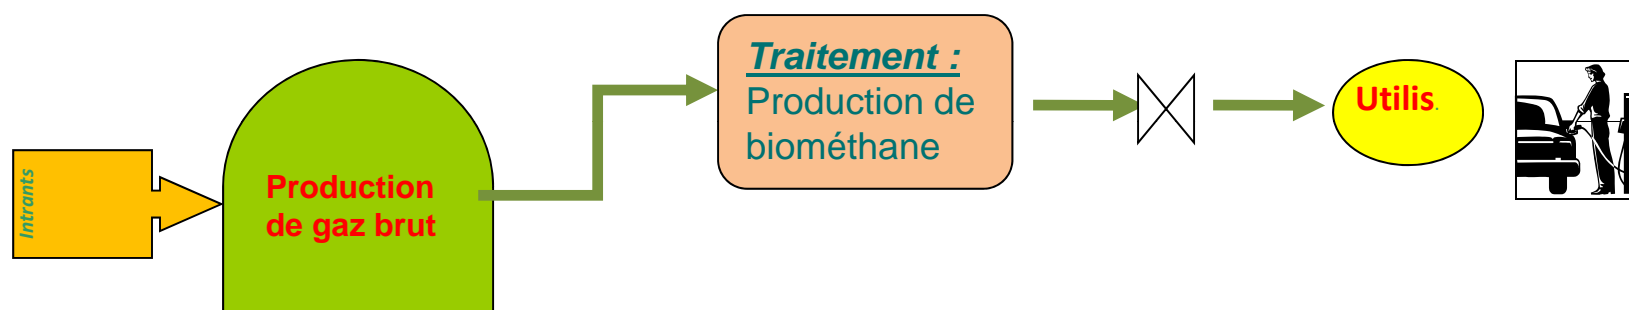 Intrants
Production
de gaz brut
Traitement :
Production de
biométhane
Utilis.